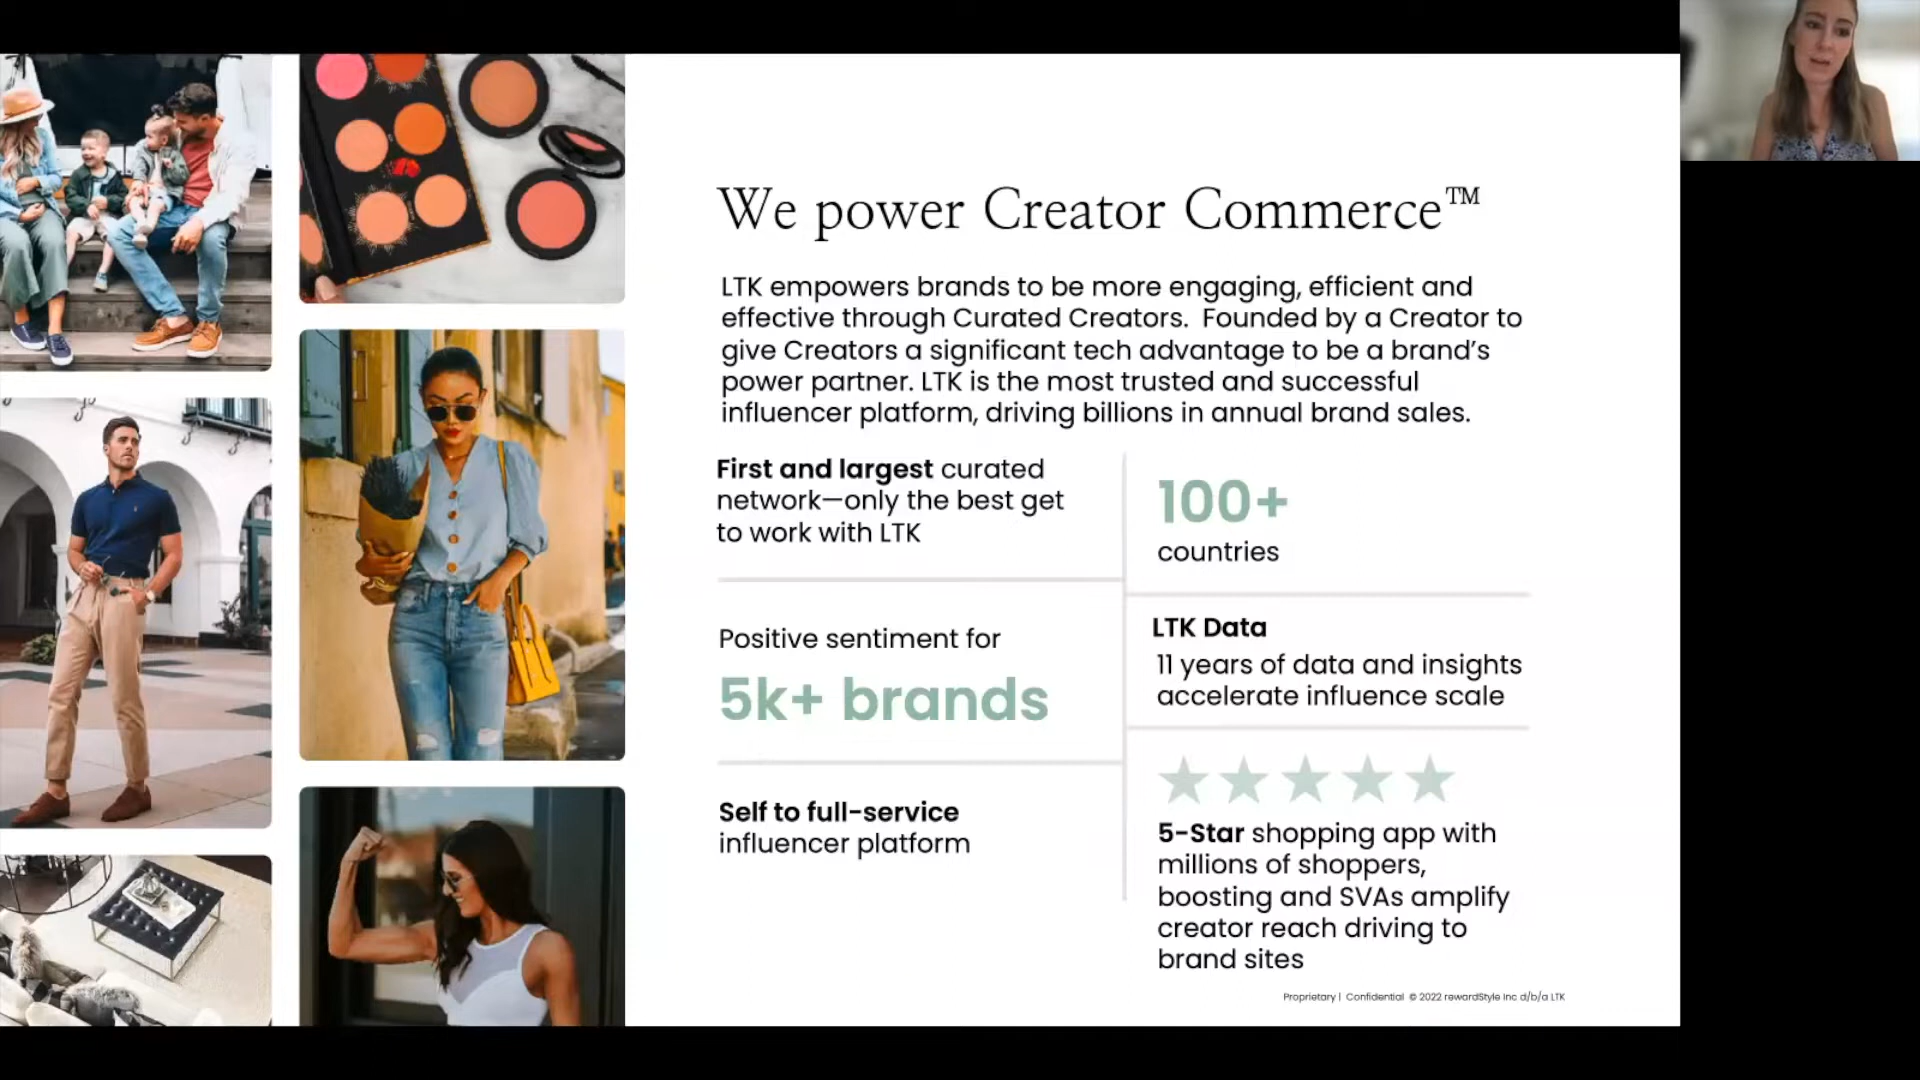 We power Creator Commerce™
LTK empowers brands to be more engaging, efficient and
effective through Curated Creators.  Founded by a Creator to
give Creators a significant tech advantage to be a brand’s
power partner. LTK is the most trusted and successful
influencer platform, driving billions in annual brand sales.
First and largest curated
network—only the best get
to work with LTK
Positive sentiment for
5k+ brands
Self to full-service
influencer platform
100+
countries
LTK Data
11 years of data and insights
accelerate influence scale
5-Star shopping app with
millions of shoppers,
boosting and SVAs amplify
creator reach driving to
brand sites
Proprietary | Confidential © 2022 rewardStyle Inc d/b/a LTK